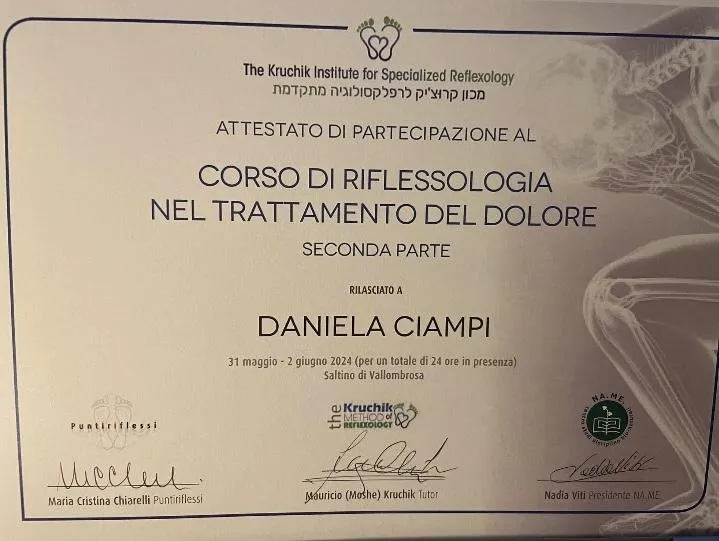 The Kruchik Institute for Specialized Reflexology
מכון קרוצ'יק לרפלקסולוגיה מתקדמת
ATTESTATO DI PARTECIPAZIONE AL
CORSO DI RIFLESSOLOGIA
NEL TRATTAMENTO DEL DOLORE
SECONDA PARTE
RILASCIATO A
DANIELA CIAMPI
31 maggio - 2 giugno 2024 (per un totale di 24 ore in presenza)
Saltino di Vallombrosa
Puntiriflessi
the Kruchik
METHOD of
REFLEXOLOGY
NA.ME.
Maria Cristina Chiarelli Puntiriflessi
Mauricio (Moshe) Kruchik Tutor
Nadia Viti Presidente NA.ME.